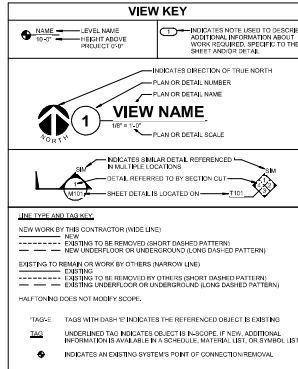 VIEW KEY
NAME LEVEL NAME
10'-0" HEIGHT ABOVE
PROJECT 0'-0"
1 INDICATES NOTE USED TO DESCRIBE
ADDITIONAL INFORMATION ABOUT
WORK REQUIRED, SPECIFIC TO THE
SHEET AND/OR DETAIL
INDICATES DIRECTION OF TRUE NORTH
PLAN OR DETAIL NUMBER
PLAN OR DETAIL NAME
NORTH
1
VIEW NAME
1/8" = 1'-0"
PLAN OR DETAIL SCALE
INDICATES SIMILAR DETAIL REFERENCED
IN MULTIPLE LOCATIONS
SIM
SIM
DETAIL REFERRED TO BY SECTION CUT
1
M101
SHEET DETAIL IS LOCATED ON
T101
LINE TYPE AND TAG KEY:
NEW WORK BY THIS CONTRACTOR (WIDE LINE)
NEW
EXISTING TO BE REMOVED (SHORT DASHED PATTERN)
NEW UNDERFLOOR OR UNDERGROUND (LONG DASHED PATTERN)
EXISTING TO REMAIN OR WORK BY OTHERS (NARROW LINE)
EXISTING
EXISTING TO BE REMOVED BY OTHERS (SHORT DASHED PATTERN)
EXISTING UNDERFLOOR OR UNDERGROUND (LONG DASHED PATTERN)
HALFTONING DOES NOT MODIFY SCOPE.
"TAG"-E TAGS WITH DASH 'E' INDICATES THE REFERENCED OBJECT IS EXISTING
TAG UNDERLINED TAG INDICATES OBJECT IS IN-SCOPE. IF NEW, ADDITIONAL
INFORMATION IS AVAILABLE IN A SCHEDULE, MATERIAL LIST, OR SYMBOL LIST
INDICATES AN EXISTING SYSTEM'S POINT OF CONNECTION/REMOVAL